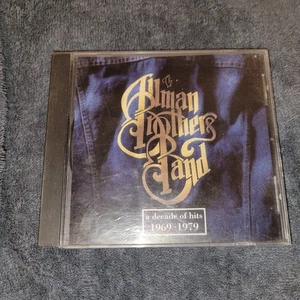 The
Allman
Brothers
Band
a decade of hits
1969-1979